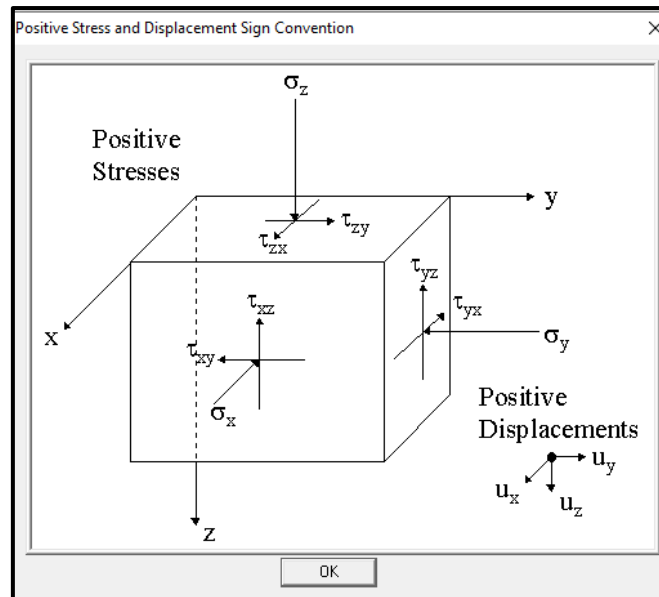 Positive Stress and Displacement Sign Convention
σz
Positive
Stresses
y
τzy
τzx
τyz
τyx
τxz
x
τxy
σy
σx
Positive
Displacements
uy
ux
uz
z
OK